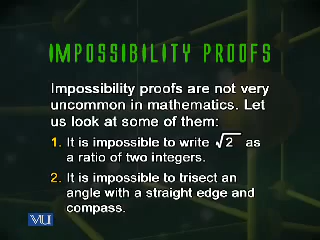 IMPOSSIBILITY PROOFS
Impossibility proofs are not very
uncommon in mathematics. Let
us look at some of them:
1. It is impossible to write √2 as
a ratio of two integers.
2. It is impossible to trisect an
angle with a straight edge and
compass.
VU